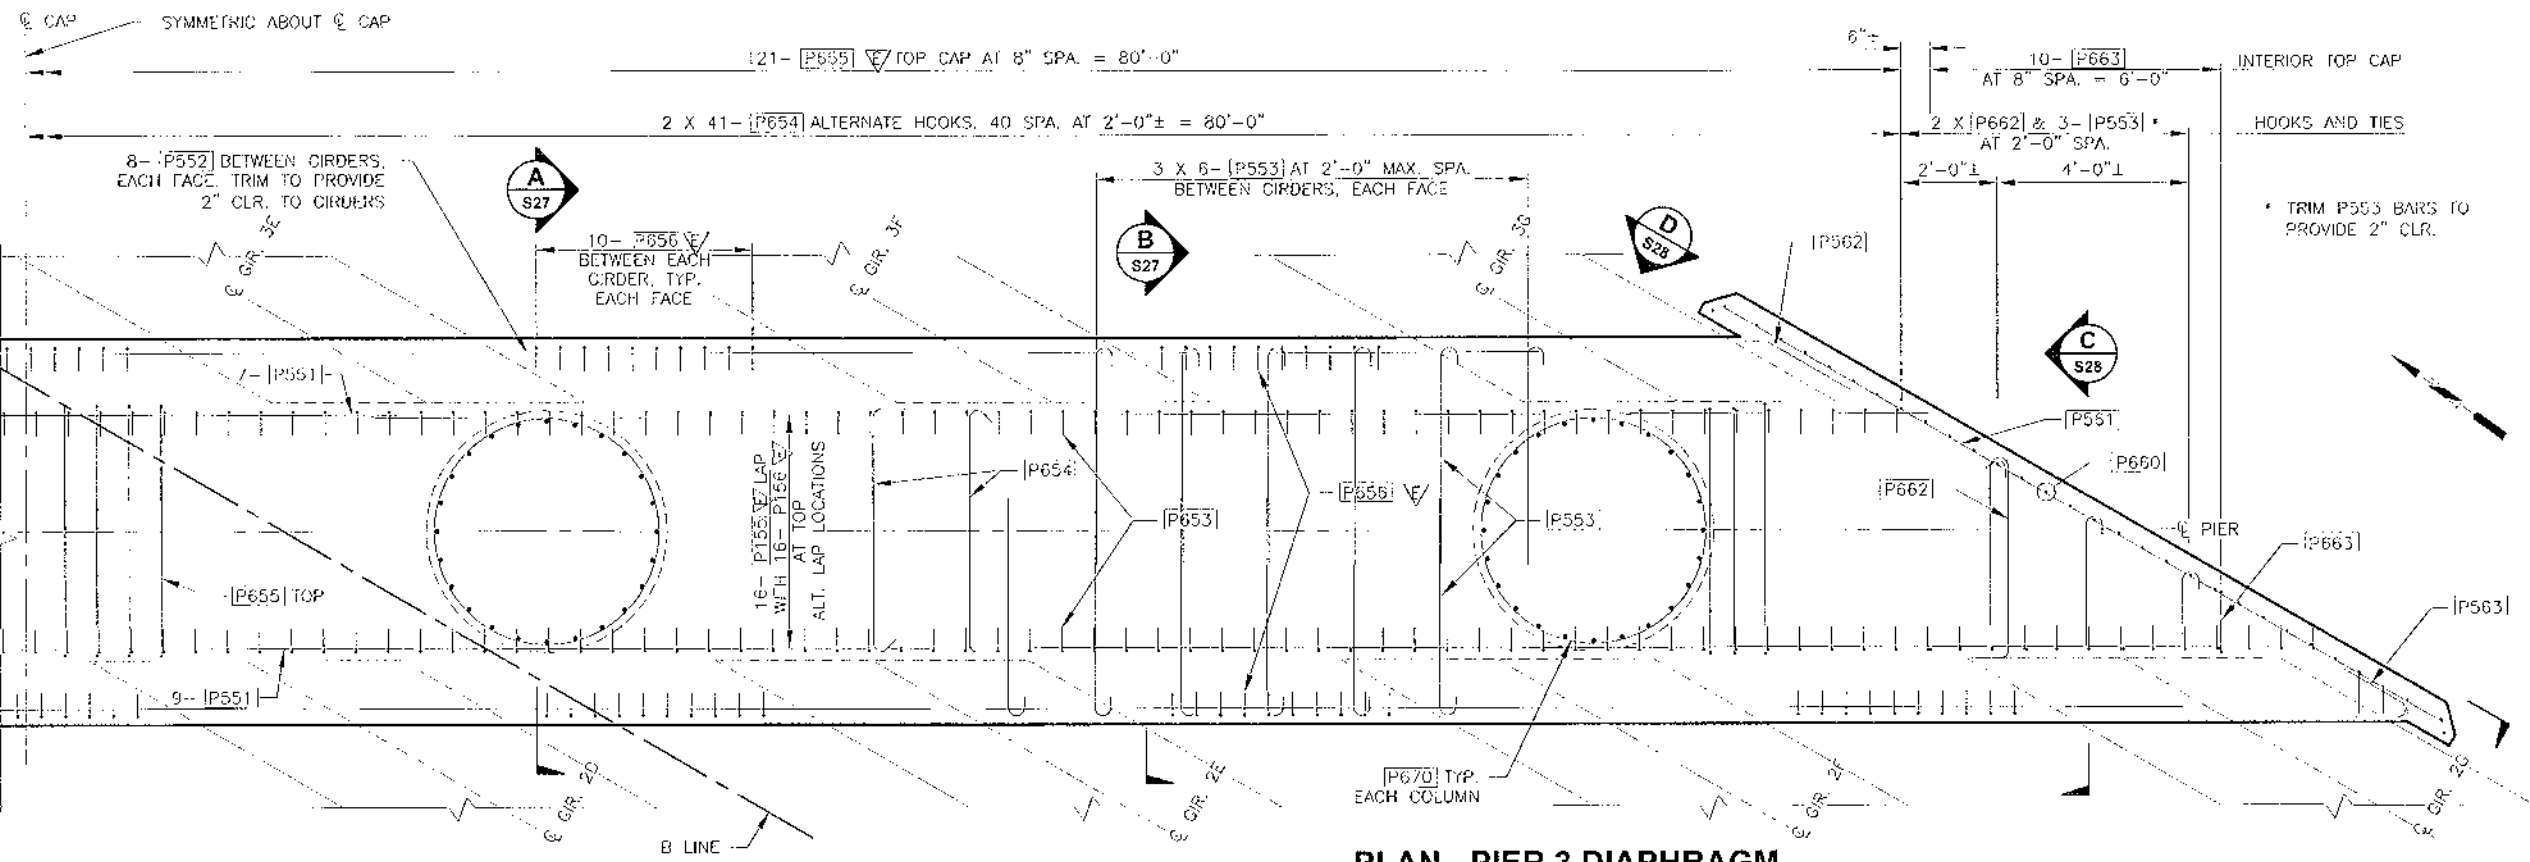 ℄ CAP
SYMMETRIC ABOUT ℄ CAP
121- P655 E TOP CAP AT 8" SPA. = 80'-0"
6"±
10- P663
AT 8" SPA. = 6'-0"
INTERIOR TOP CAP
2 X 41- P654 ALTERNATE HOOKS, 40 SPA. AT 2'-0"± = 80'-0"
2 X P662 & 3- P553 *
AT 2'-0" SPA.
HOOKS AND TIES
8- P552 BETWEEN GIRDERS,
EACH FACE. TRIM TO PROVIDE
2" CLR. TO GIRDERS
A
S27
3 X 6- P553 AT 2'-0" MAX. SPA.
BETWEEN GIRDERS, EACH FACE
2'-0"±
4'-0"±
* TRIM P553 BARS TO
PROVIDE 2" CLR.
℄ GIR. 3E
10- P656 E
BETWEEN EACH
GIRDER, TYP.
EACH FACE
℄ GIR. 3F
B
S27
℄ GIR. 3G
D
S28
P562
C
S28
7- P551
P561
16- P155 E LAP
WITH 16- P156 E
AT TOP
ALT. LAP LOCATIONS
P654
P653
P656 E
P553
P662
P660
℄ PIER
P663
P655 TOP
P563
9- P551
℄ GIR. 2D
℄ GIR. 2E
P670 TYP.
EACH COLUMN
℄ GIR. 2F
℄ GIR. 2G
B LINE
PLAN - PIER 3 DIAPHRAGM